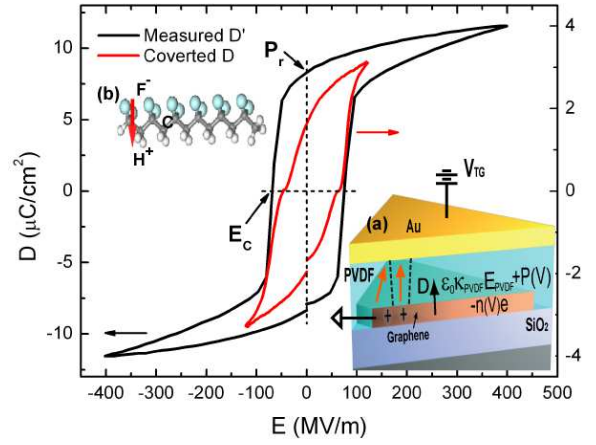 Measured D'
Coverted D
P_r
(b)
F^-
C
H^+
E_C
10
5
0
-5
-10
D (μC/cm²)
4
2
0
-2
-4
V_TG
(a)
Au
PVDF
D ε₀κ_PVDF E_PVDF+P(V)
-n(V)e
+ +
Graphene
SiO₂
-400 -300 -200 -100 0 100 200 300 400 500
E (MV/m)